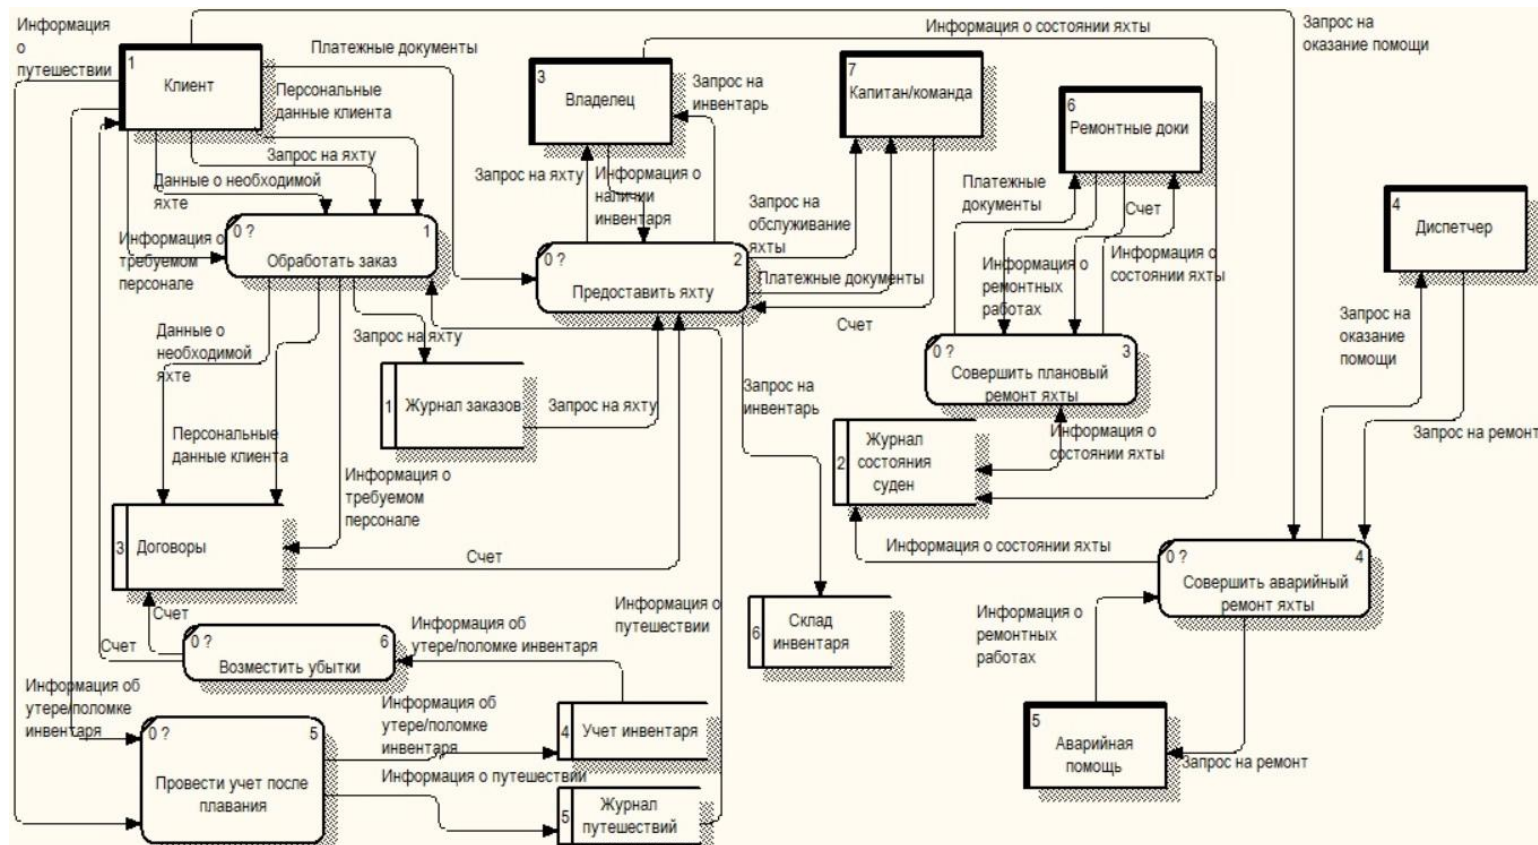 Информация
о
путешествии
1
Клиент
Платежные документы
Персональные
данные клиента
Запрос на яхту
Данные о необходимой
яхте
Информация о
требуемом
персонале
0 ?
1
Обработать заказ
3
Владелец
Информация о состоянии яхты
Запрос на
инвентарь
Запрос на яхту
Информация о
наличии
инвентаря
7
Капитан/команда
6
Ремонтные доки
Запрос на
оказание помощи
Платежные
документы
Счет
Запрос на
обслуживание
яхты
Платежные документы
Счет
Информация о
ремонтных
работах
Информация о
состоянии яхты
4
Диспетчер
0 ?
2
Предоставить яхту
0 ?
3
Совершить плановый
ремонт яхты
Запрос на
оказание
помощи
Запрос на ремонт
Данные о
необходимой
яхте
Запрос на яхту
1
Журнал заказов
Запрос на яхту
Запрос на
инвентарь
2
Журнал
состояния
суден
Информация о
состоянии яхты
Персональные
данные клиента
Информация о
требуемом
персонале
3
Договоры
Счет
Информация о состоянии яхты
0 ?
4
Совершить аварийный
ремонт яхты
Счет
Счет
0 ?
6
Возместить убытки
Информация об
утере/поломке инвентаря
Информация о
путешествии
6
Склад
инвентаря
Информация о
ремонтных
работах
Информация об
утере/поломке
инвентаря
0 ?
5
Провести учет после
плавания
Информация об
утере/поломке
инвентаря
4
Учет инвентаря
Информация о путешествии
5
Журнал
путешествий
5
Аварийная
помощь
Запрос на ремонт